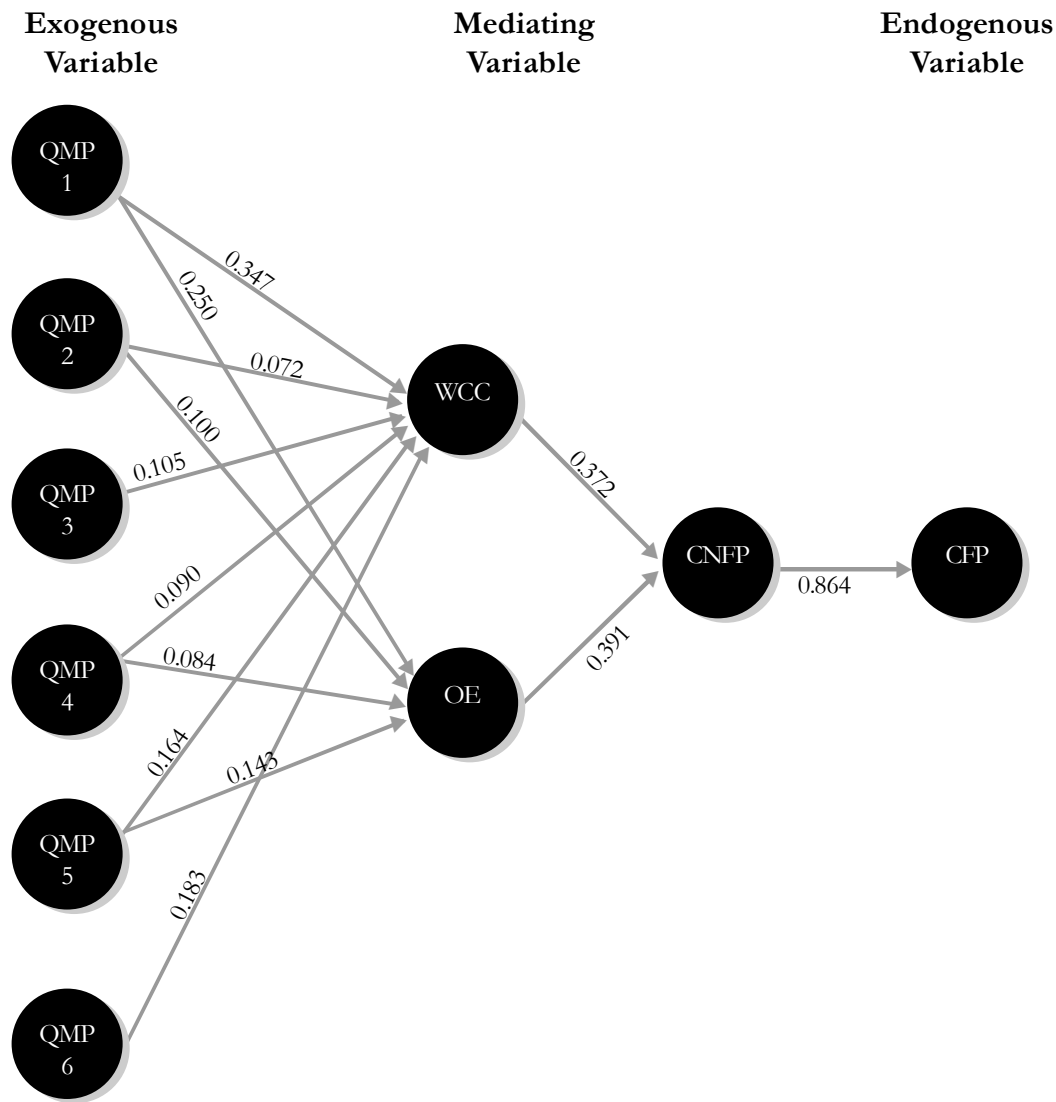 Exogenous
Variable
Mediating
Variable
Endogenous
Variable
QMP
1
0.347
0.250
QMP
2
0.072
0.100
WCC
0.105
QMP
3
0.372
CNFP
CFP
0.864
0.090
0.391
QMP
4
0.084
OE
0.164
0.143
QMP
5
0.183
QMP
6